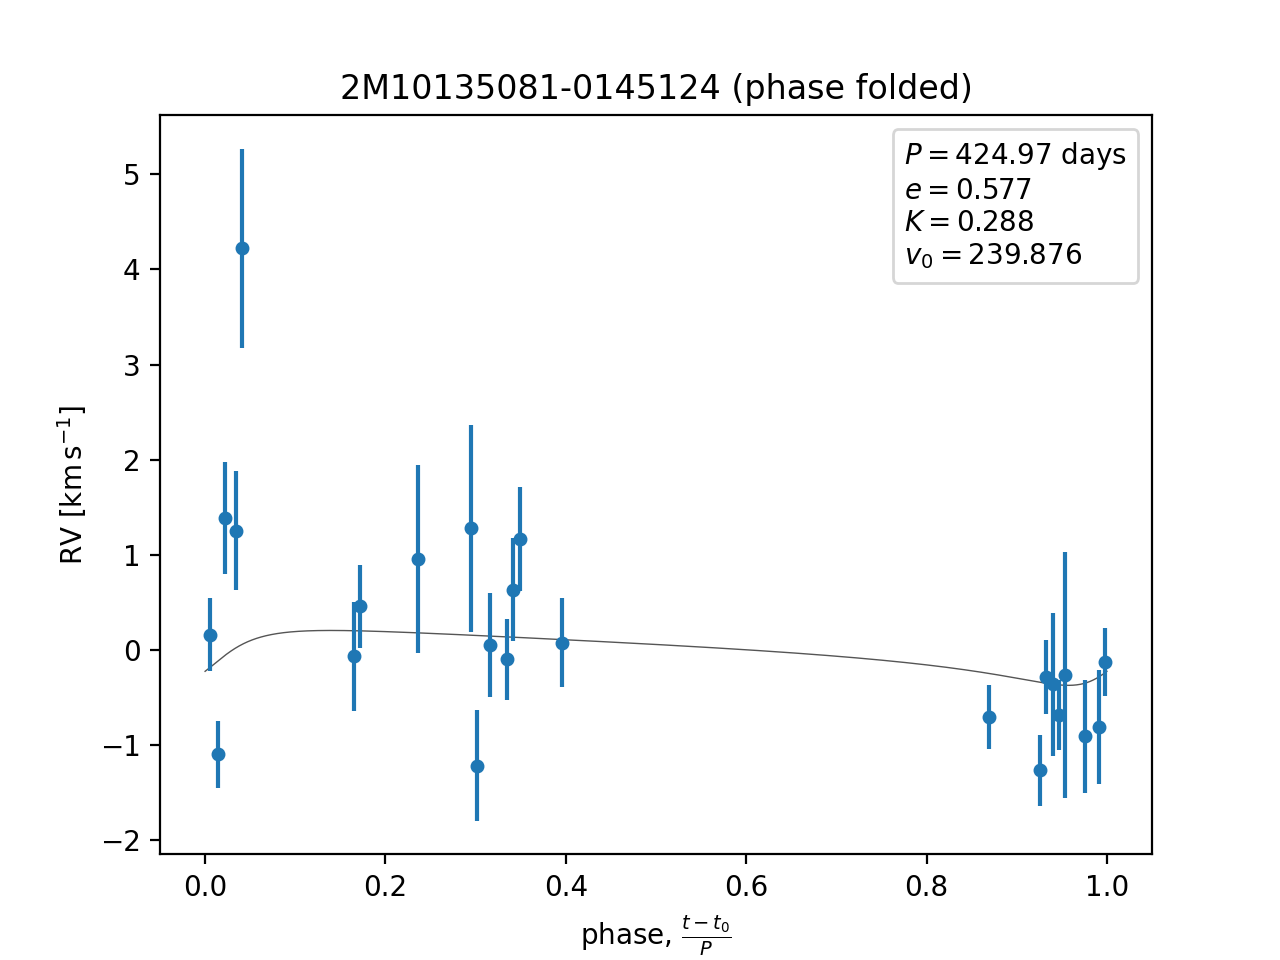 2M10135081-0145124 (phase folded)
P = 424.97 days
e = 0.577
K = 0.288
v₀ = 239.876
5
4
3
2
1
0
−1
−2
RV [km s⁻¹]
0.0 0.2 0.4 0.6 0.8 1.0
phase, (t − t₀)/P